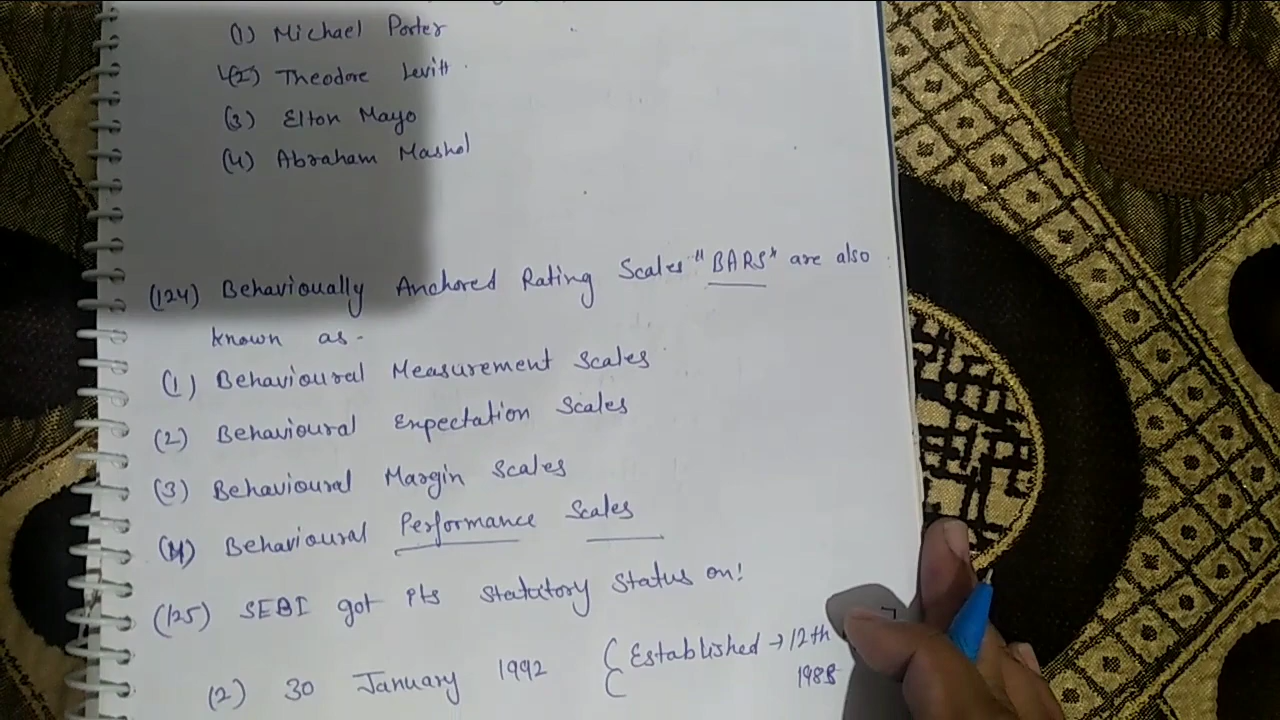 (1) Michael Porter
(2) Theodore Levitt
(3) Elton Mayo
(4) Abraham Mashol
(124) Behavioually Anchored Rating Scales "BARS" are also
known as -
(1) Behavioural Measurement Scales
(2) Behavioural Expectation Scales
(3) Behavioural Margin Scales
(4) Behavioural Performance Scales
(125) SEBI got its statutory status on!
(2) 30 January 1992 ( Established → 12th
( 1988